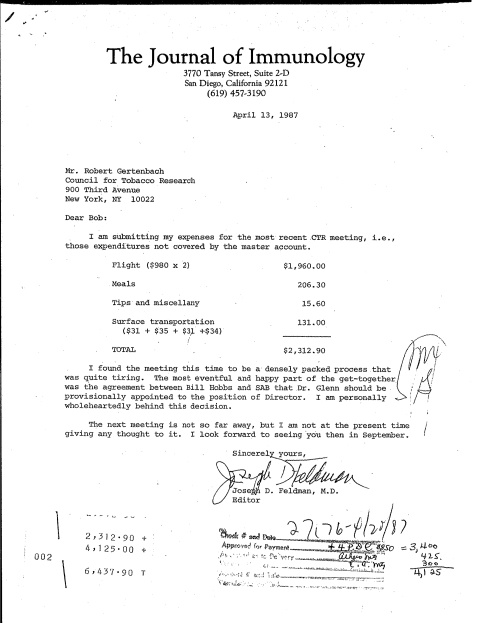 The Journal of Immunology
3770 Tansy Street, Suite 2-D
San Diego, California 92121
(619) 457-3190
April 13, 1987
Mr. Robert Gertenbach
Council for Tobacco Research
900 Third Avenue
New York, NY 10022
Dear Bob:
I am submitting my expenses for the most recent CTR meeting, i.e.,
those expenditures not covered by the master account.
Flight ($980 x 2) $1,960.00
Meals 206.30
Tips and miscellany 15.60
Surface transportation 131.00
($31 + $35 + $31 +$34)
TOTAL $2,312.90
I found the meeting this time to be a densely packed process that
was quite tiring. The most eventful and happy part of the get-together
was the agreement between Bill Hobbs and SAB that Dr. Glenn should be
provisionally appointed to the position of Director. I am personally
wholeheartedly behind this decision.
The next meeting is not so far away, but I am not at the present time
giving any thought to it. I look forward to seeing you then in September.
Sincerely yours,
Joseph D. Feldman
Joseph D. Feldman, M.D.
Editor
27176-4/28/87
Check # and Date
Approved for Payment
2,312.90 +
4,125.00 +
6,437.90 T
002
= 3,400
425.
300
4,125